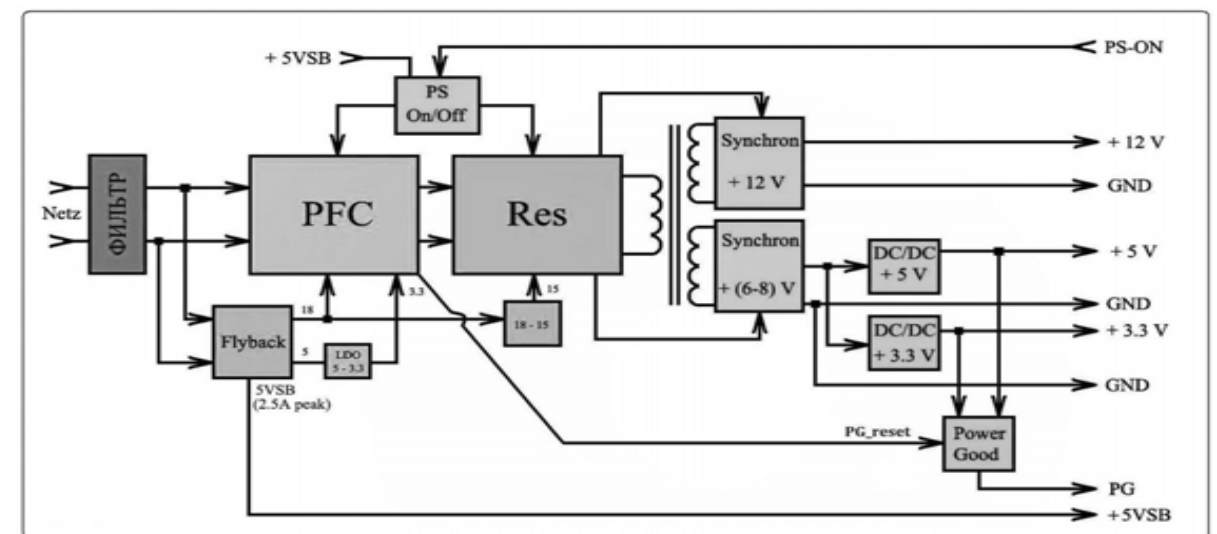 + 5VSB
PS-ON
PS
On/Off
+ 12 V
GND
Synchron
+ 12 V
Netz
ФИЛЬТР
PFC
Res
Synchron
+ (6-8) V
DC/DC
+ 5 V
+ 5 V
GND
DC/DC
+ 3.3 V
+ 3.3 V
GND
3.3
15
18
18 - 15
Flyback
5
LDO
5 - 3.3
5VSB
(2.5A peak)
PG_reset
Power
Good
PG
+5VSB